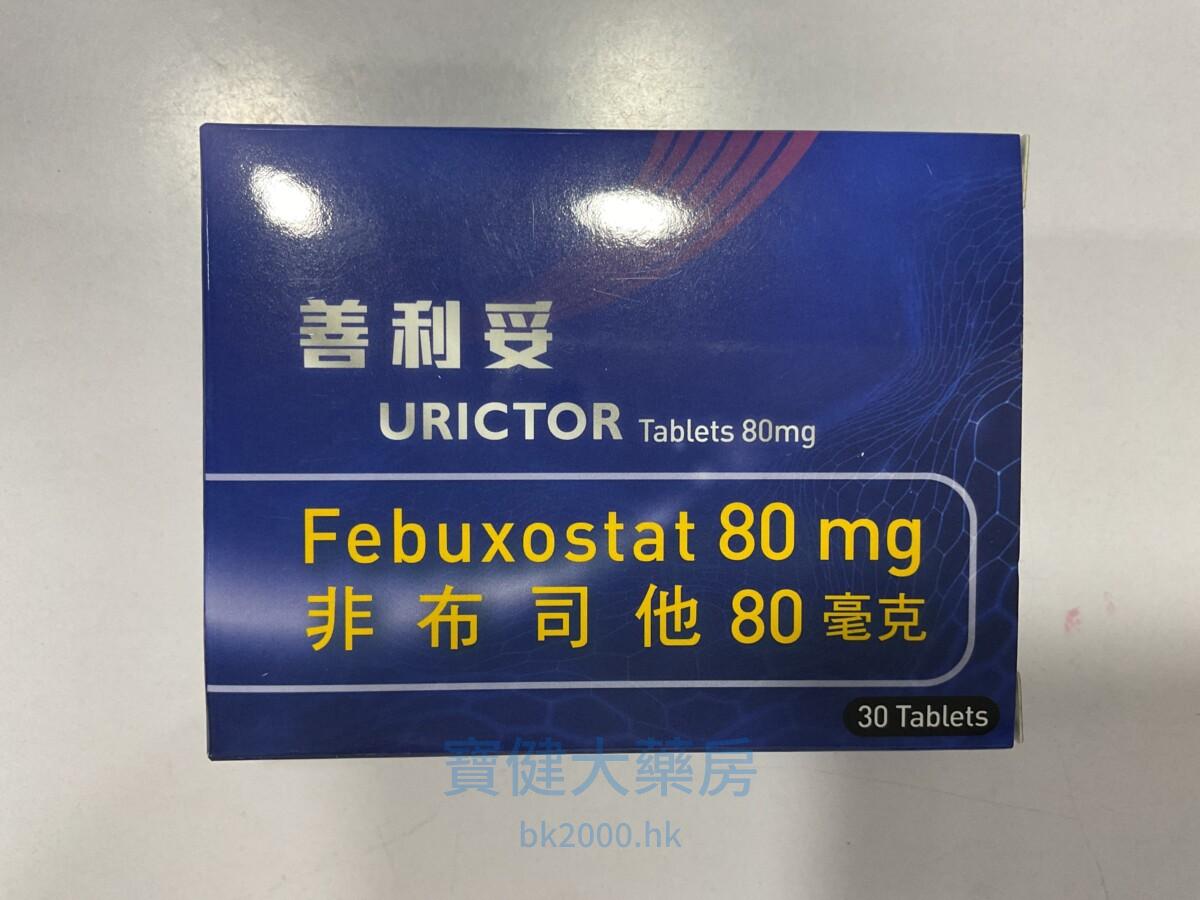 善利妥
URICTOR Tablets 80mg
Febuxostat 80 mg
非布司他 80 毫克
30 Tablets
寶健大藥房
bk2000.hk